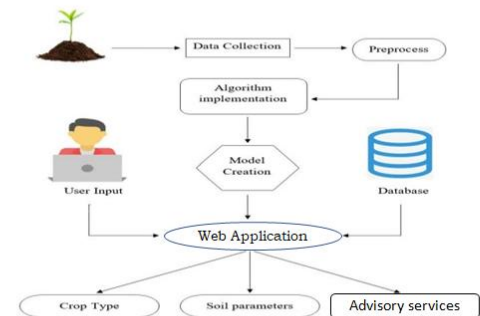 Data Collection
Preprocess
Algorithm
implementation
Model
Creation
User Input
Database
Web Application
Crop Type
Soil parameters
Advisory services